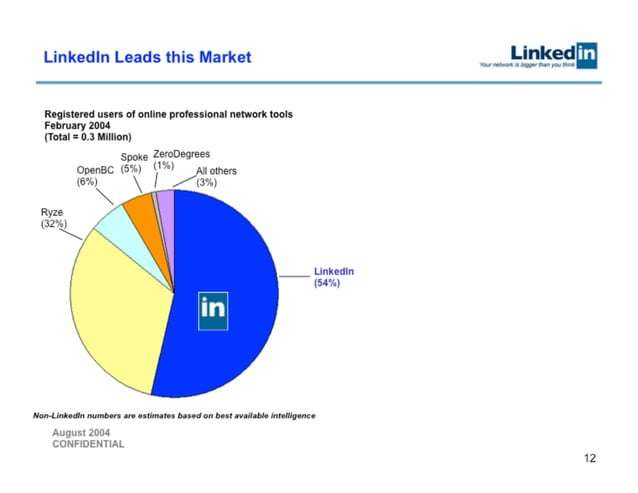 LinkedIn Leads this Market
Linkedin
Your network is bigger than you think
Registered users of online professional network tools
February 2004
(Total = 0.3 Million)
Spoke
(5%)
ZeroDegrees
(1%)
OpenBC
(6%)
All others
(3%)
Ryze
(32%)
LinkedIn
(54%)
in
Non-LinkedIn numbers are estimates based on best available intelligence
August 2004
CONFIDENTIAL
12